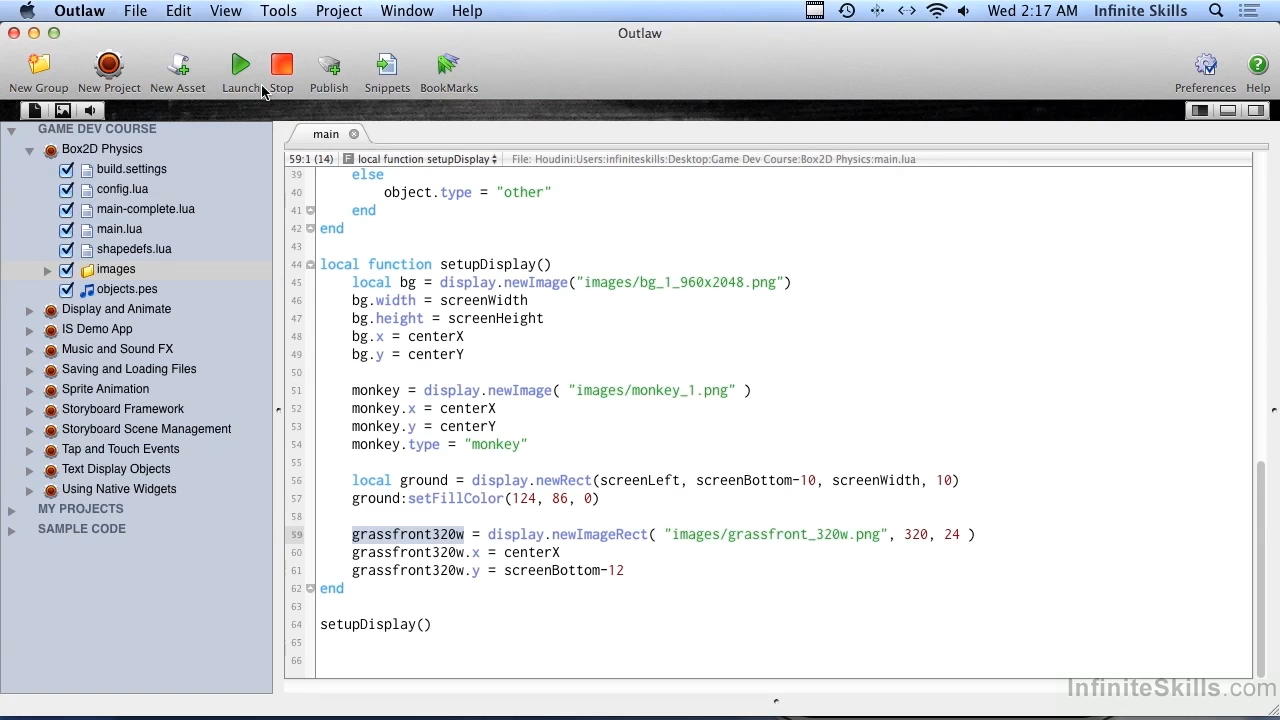 Outlaw File Edit View Tools Project Window Help Wed 2:17 AM Infinite Skills
Outlaw
New Group New Project New Asset Launch Stop Publish Snippets BookMarks Preferences Help
GAME DEV COURSE
Box2D Physics
build.settings
config.lua
main-complete.lua
main.lua
shapedefs.lua
images
objects.pes
Display and Animate
IS Demo App
Music and Sound FX
Saving and Loading Files
Sprite Animation
Storyboard Framework
Storyboard Scene Management
Tap and Touch Events
Text Display Objects
Using Native Widgets
MY PROJECTS
SAMPLE CODE
main
59:1 (14) F local function setupDisplay File: Houdini:Users:infiniteskills:Desktop:Game Dev Course:Box2D Physics:main.lua
39 else
40 object.type = "other"
41 end
42 end
43
44 local function setupDisplay()
45 local bg = display.newImage("images/bg_1_960x2048.png")
46 bg.width = screenWidth
47 bg.height = screenHeight
48 bg.x = centerX
49 bg.y = centerY
50
51 monkey = display.newImage( "images/monkey_1.png" )
52 monkey.x = centerX
53 monkey.y = centerY
54 monkey.type = "monkey"
55
56 local ground = display.newRect(screenLeft, screenBottom-10, screenWidth, 10)
57 ground:setFillColor(124, 86, 0)
58
59 grassfront320w = display.newImageRect( "images/grassfront_320w.png", 320, 24 )
60 grassfront320w.x = centerX
61 grassfront320w.y = screenBottom-12
62 end
63
64 setupDisplay()
65
66
InfiniteSkills.com